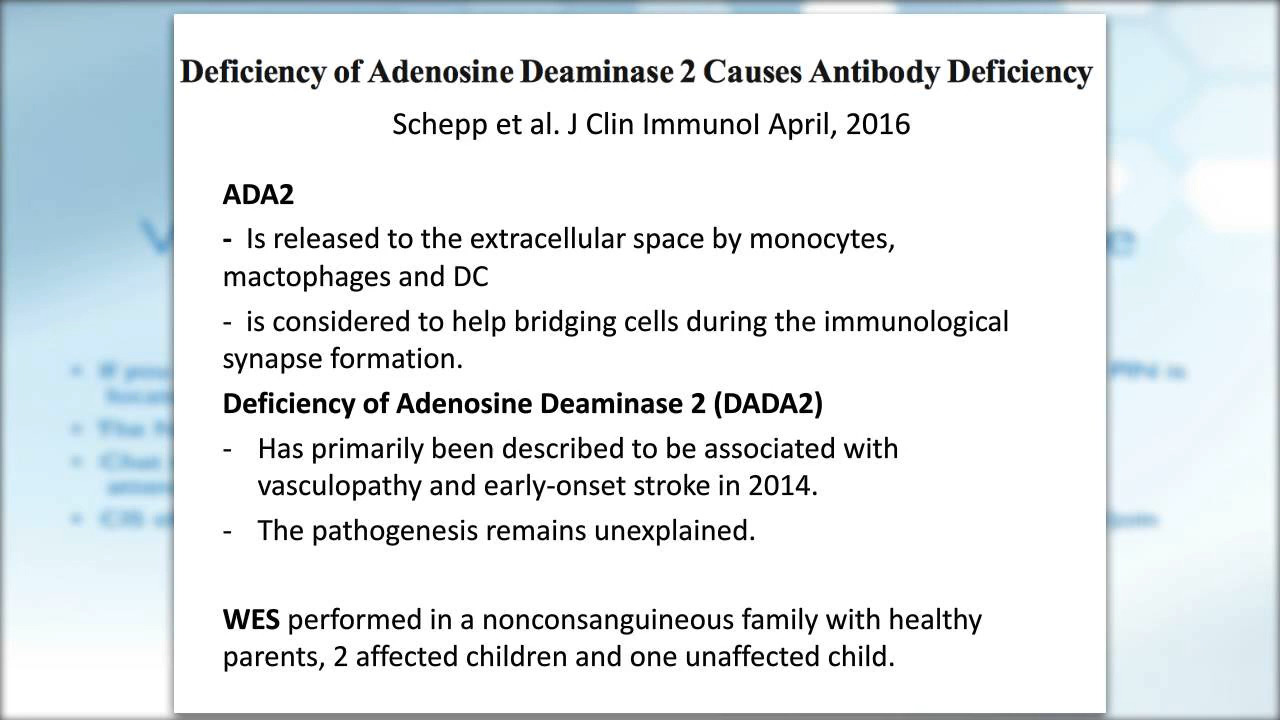 Deficiency of Adenosine Deaminase 2 Causes Antibody Deficiency
Schepp et al. J Clin Immunol April, 2016
ADA2
- Is released to the extracellular space by monocytes,
mactophages and DC
- is considered to help bridging cells during the immunological
synapse formation.
Deficiency of Adenosine Deaminase 2 (DADA2)
- Has primarily been described to be associated with
vasculopathy and early-onset stroke in 2014.
- The pathogenesis remains unexplained.
WES performed in a nonconsanguineous family with healthy
parents, 2 affected children and one unaffected child.